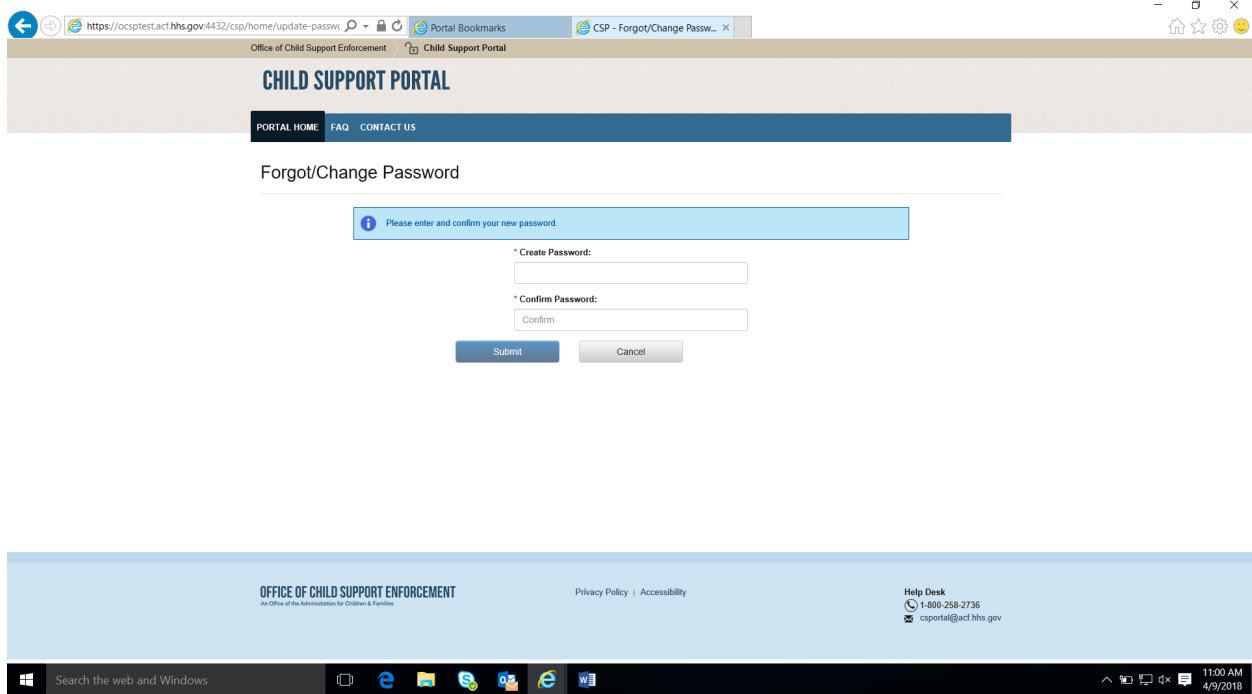 https://ocsptest.acf.hhs.gov:4432/csp/home/update-passwo
Portal Bookmarks
CSP - Forgot/Change Passw...
Office of Child Support Enforcement
Child Support Portal
CHILD SUPPORT PORTAL
PORTAL HOME FAQ CONTACT US
Forgot/Change Password
Please enter and confirm your new password.
* Create Password:
* Confirm Password:
Confirm
Submit Cancel
OFFICE OF CHILD SUPPORT ENFORCEMENT
An Office of the Administration for Children & Families
Privacy Policy | Accessibility
Help Desk
1-800-258-2736
csportal@acf.hhs.gov
Search the web and Windows
11:00 AM
4/9/2018